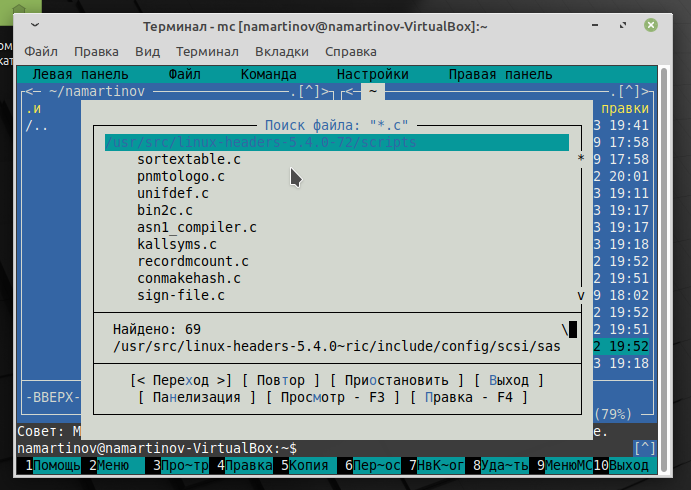 Терминал - mc [namartinov@namartinov-VirtualBox]:~
Файл Правка Вид Терминал Вкладки Справка
Левая панель Файл Команда Настройки Правая панель
<— ~/namartinov .[^]> <— ~ .[^]>
.и правки
/.. 3 19:41
Поиск файла: "*.c"
/usr/src/linux-headers-5.4.0-72/scripts 9 17:58
sortextable.c * 9 17:58
pnmtologo.c 2 20:01
unifdef.c 3 19:11
bin2c.c 3 19:17
asn1_compiler.c 3 19:17
kallsyms.c 3 19:18
recordmcount.c 2 19:52
conmakehash.c 2 19:51
sign-file.c v 9 18:02
2 19:52
Найдено: 69 \ 2 19:51
/usr/src/linux-headers-5.4.0~ric/include/config/scsi/sas 2 19:52
3 19:18
[< Переход >] [ Повтор ] [ Приостановить ] [ Выход ]
-ВВЕРХ- [ Панелизация ] [ Просмотр - F3 ] [ Правка - F4 ]
(79%)
Совет: М е.
namartinov@namartinov-VirtualBox:~$ [^]
1Помощь 2Меню 3Про~тр 4Правка 5Копия 6Пер~ос 7НвК~ог 8Уда~ть 9МенюМС 10Выход